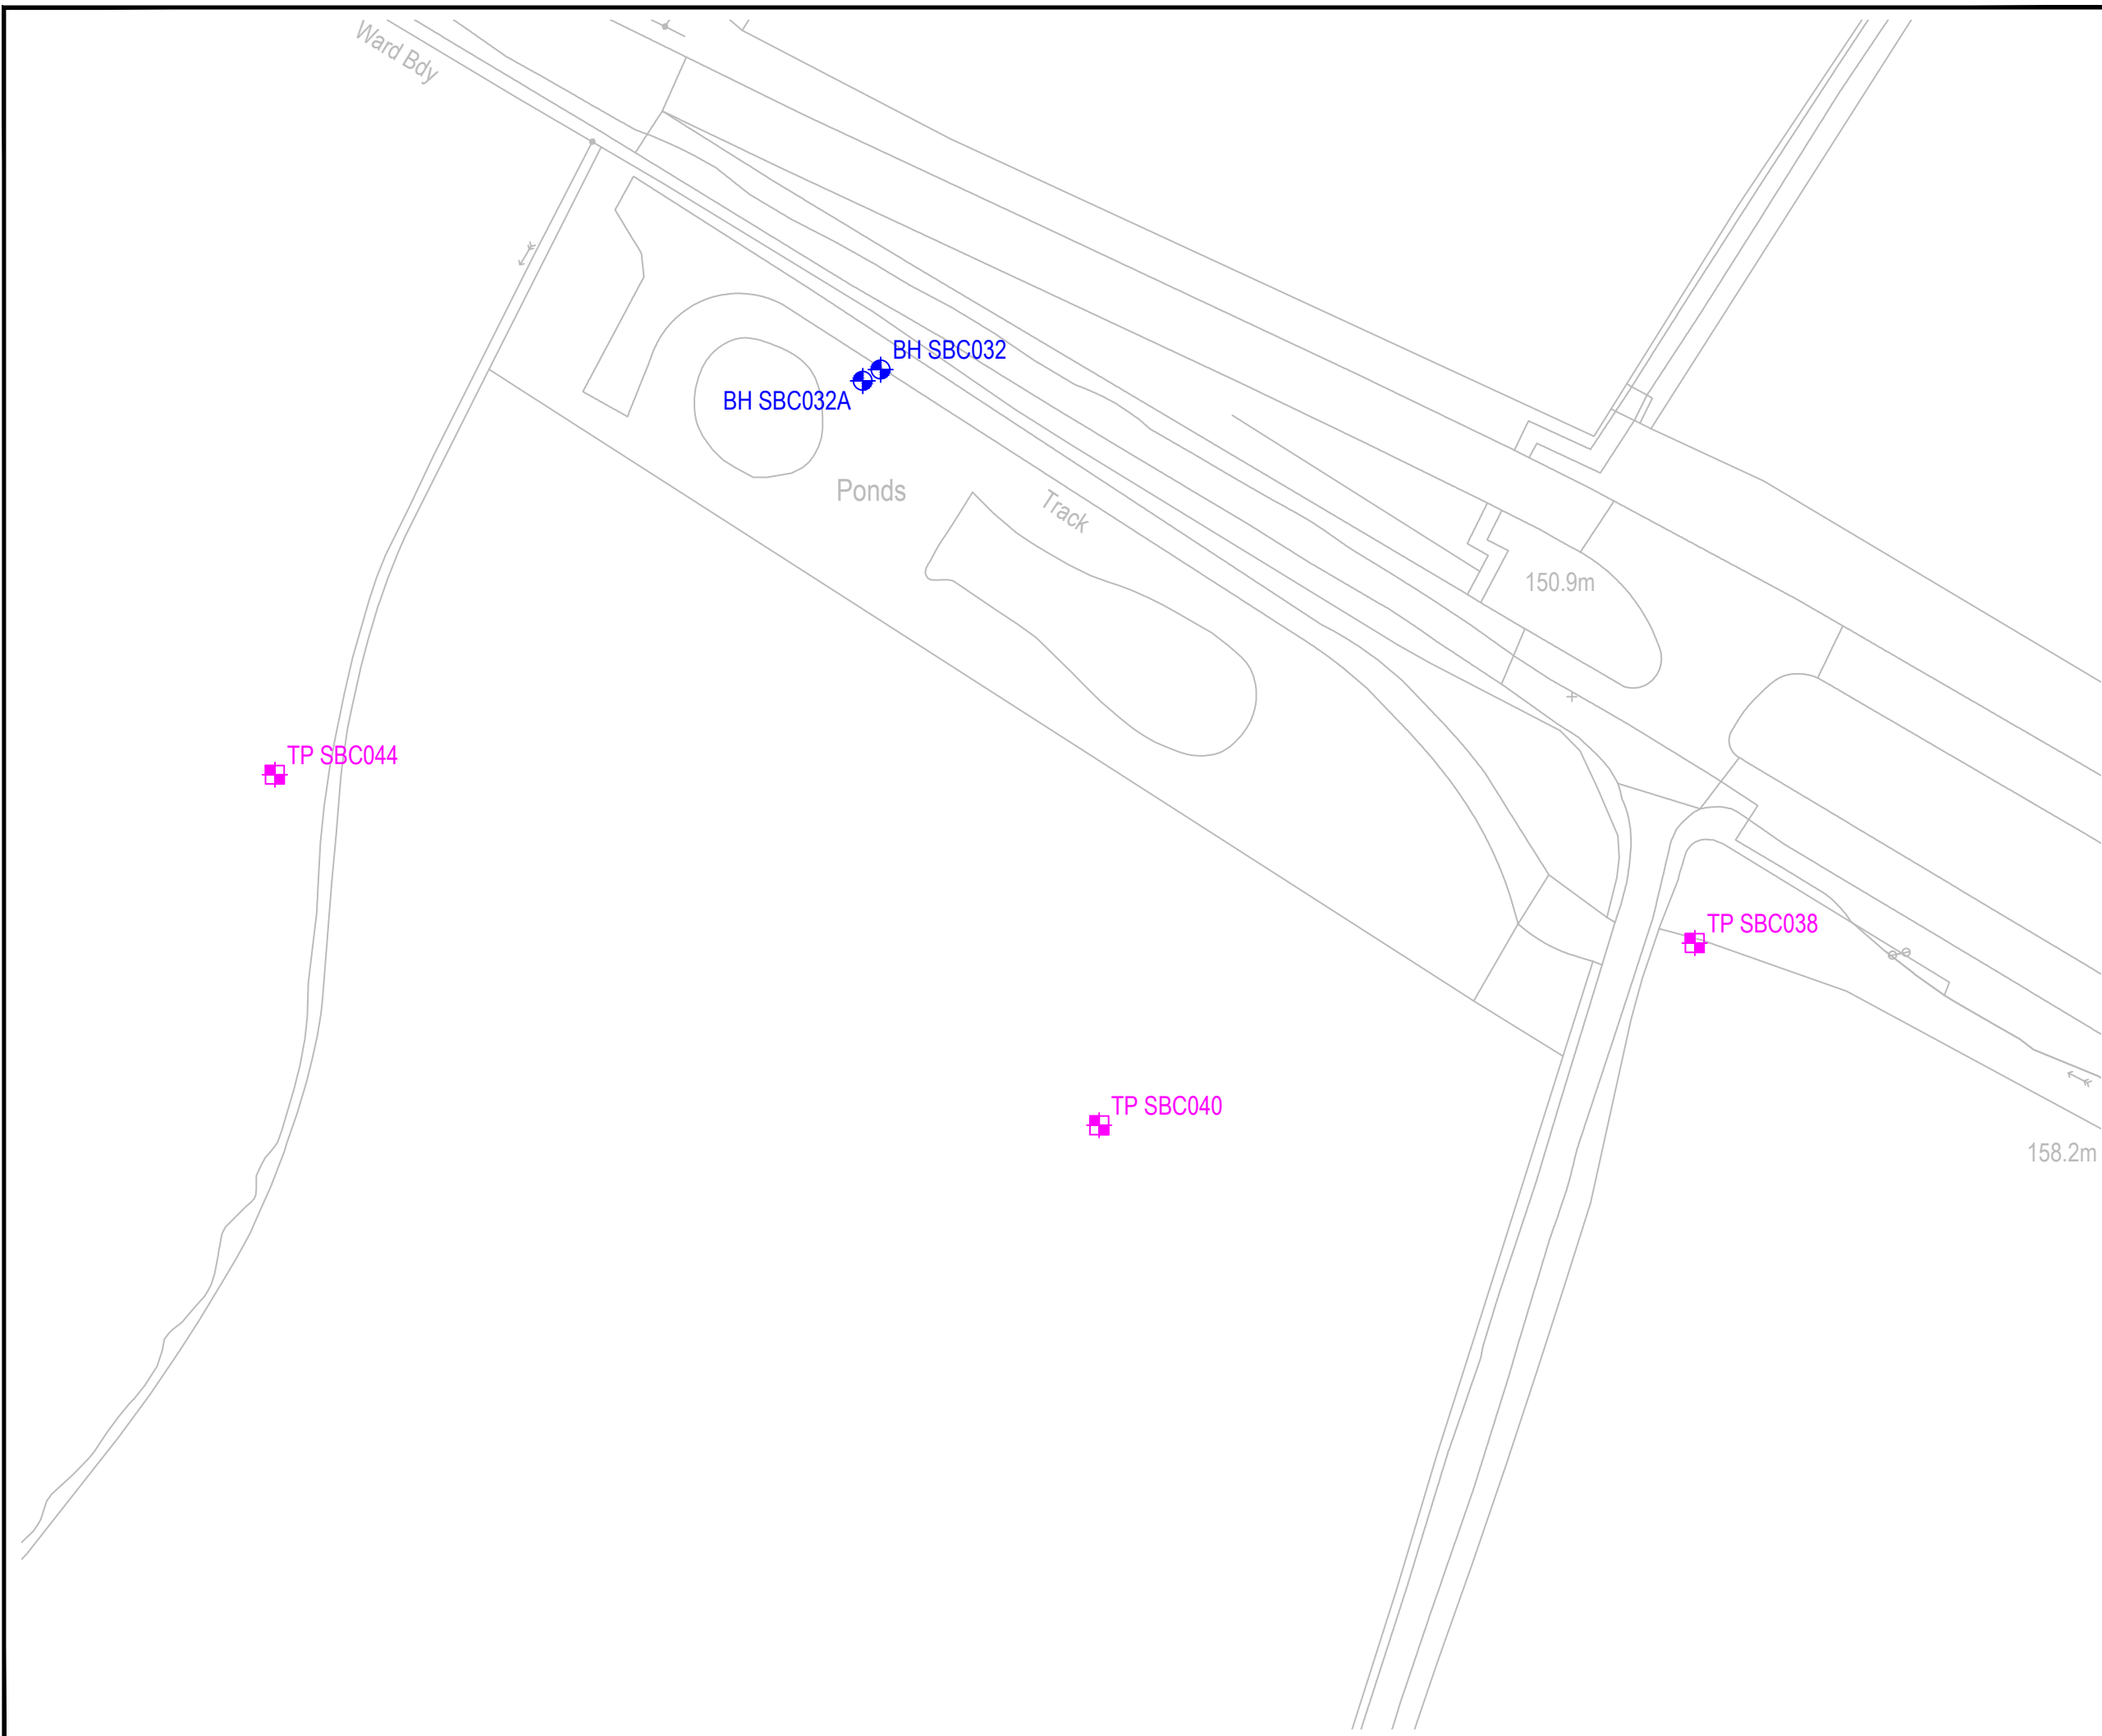 Ward Bdy
BH SBC032
BH SBC032A
Ponds
Track
150.9m
TP SBC044
TP SBC038
TP SBC040
158.2m